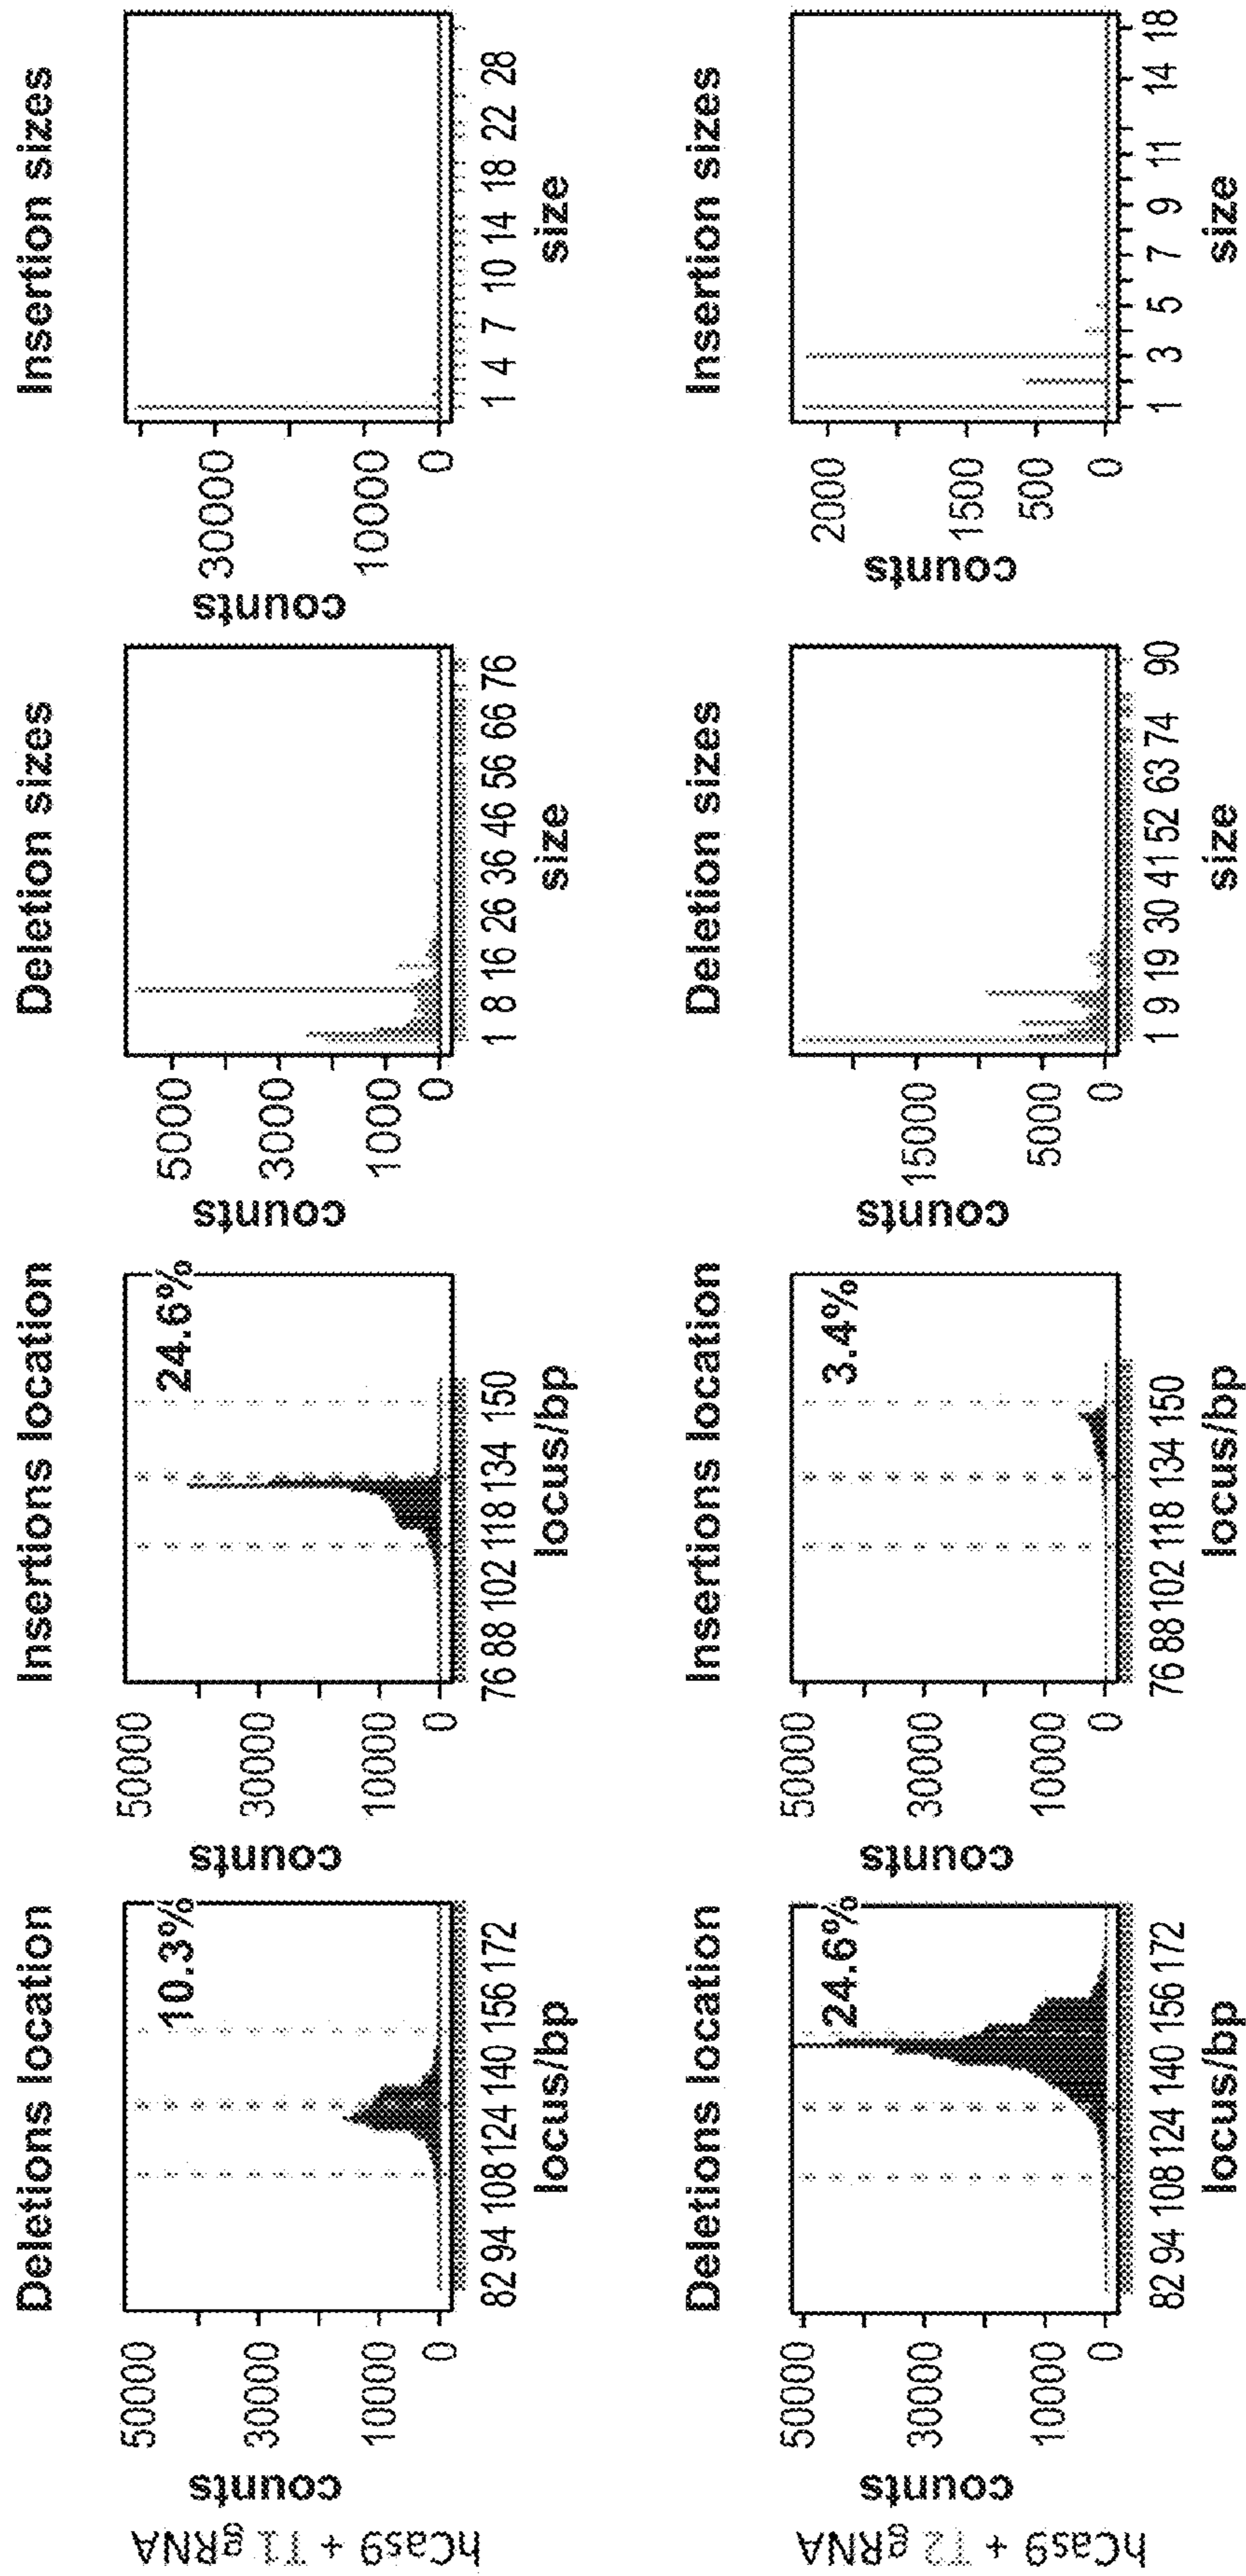 hCas9 + T1 gRNA
Deletions location
counts
50000
30000
10000
0
10.3%
82 94 108 124 140 156 172
locus/bp
Insertions location
counts
50000
30000
10000
0
24.6%
76 88 102 118 134 150
locus/bp
Deletion sizes
counts
5000
3000
1000
0
1 8 16 26 36 46 56 66 76
size
Insertion sizes
counts
30000
10000
0
1 4 7 10 14 18 22 28
size
hCas9 + T2 gRNA
Deletions location
counts
50000
30000
10000
0
24.6%
82 94 108 124 140 156 172
locus/bp
Insertions location
counts
50000
30000
10000
0
3.4%
76 88 102 118 134 150
locus/bp
Deletion sizes
counts
15000
5000
0
1 9 19 30 41 52 63 74 90
size
Insertion sizes
counts
2000
1500
500
0
1 3 5 7 9 11 14 18
size